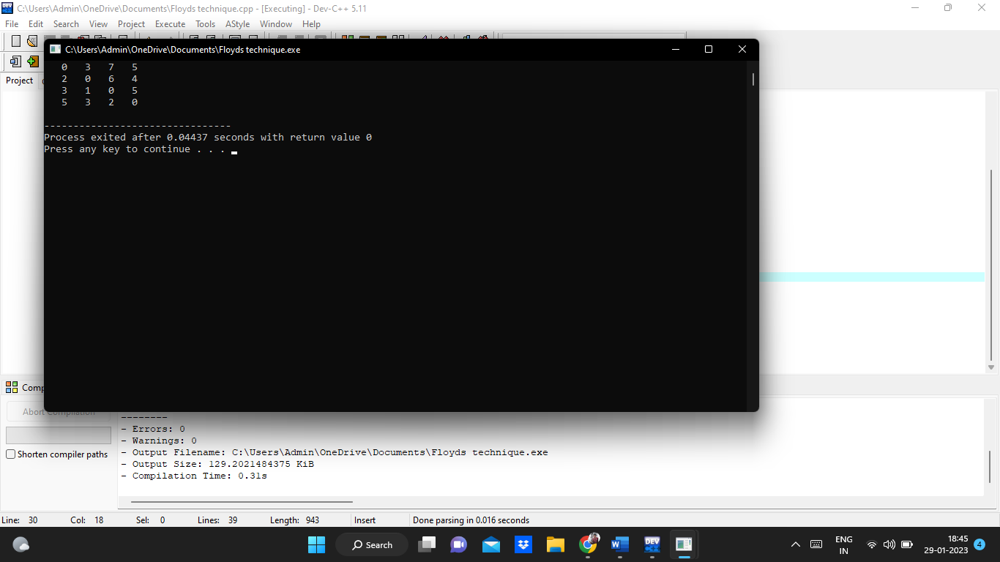 C:\Users\Admin\OneDrive\Documents\Floyds technique.cpp - [Executing] - Dev-C++ 5.11
File Edit Search View Project Execute Tools AStyle Window Help
C:\Users\Admin\OneDrive\Documents\Floyds technique.exe
Project
0 3 7 5
2 0 6 4
3 1 0 5
5 3 2 0
--------------------------------
Process exited after 0.04437 seconds with return value 0
Press any key to continue . . .
Comp
Abort Compilation
Shorten compiler paths
--------
- Errors: 0
- Warnings: 0
- Output Filename: C:\Users\Admin\OneDrive\Documents\Floyds technique.exe
- Output Size: 129.2021484375 KiB
- Compilation Time: 0.31s
Line: 30 Col: 18 Sel: 0 Lines: 39 Length: 943 Insert Done parsing in 0.016 seconds
Search
DEV
ENG
IN
18:45
29-01-2023
4